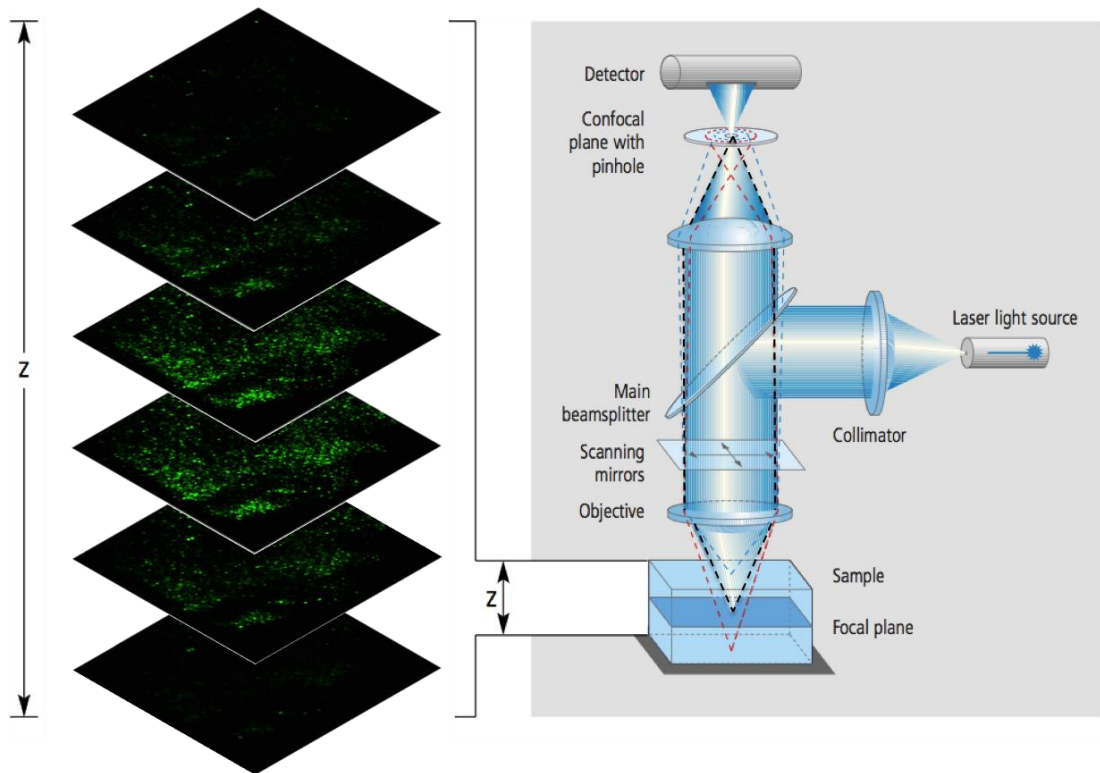 Z
Detector
Confocal
plane with
pinhole
Laser light source
Main
beamsplitter
Collimator
Scanning
mirrors
Objective
Sample
Z
Focal plane